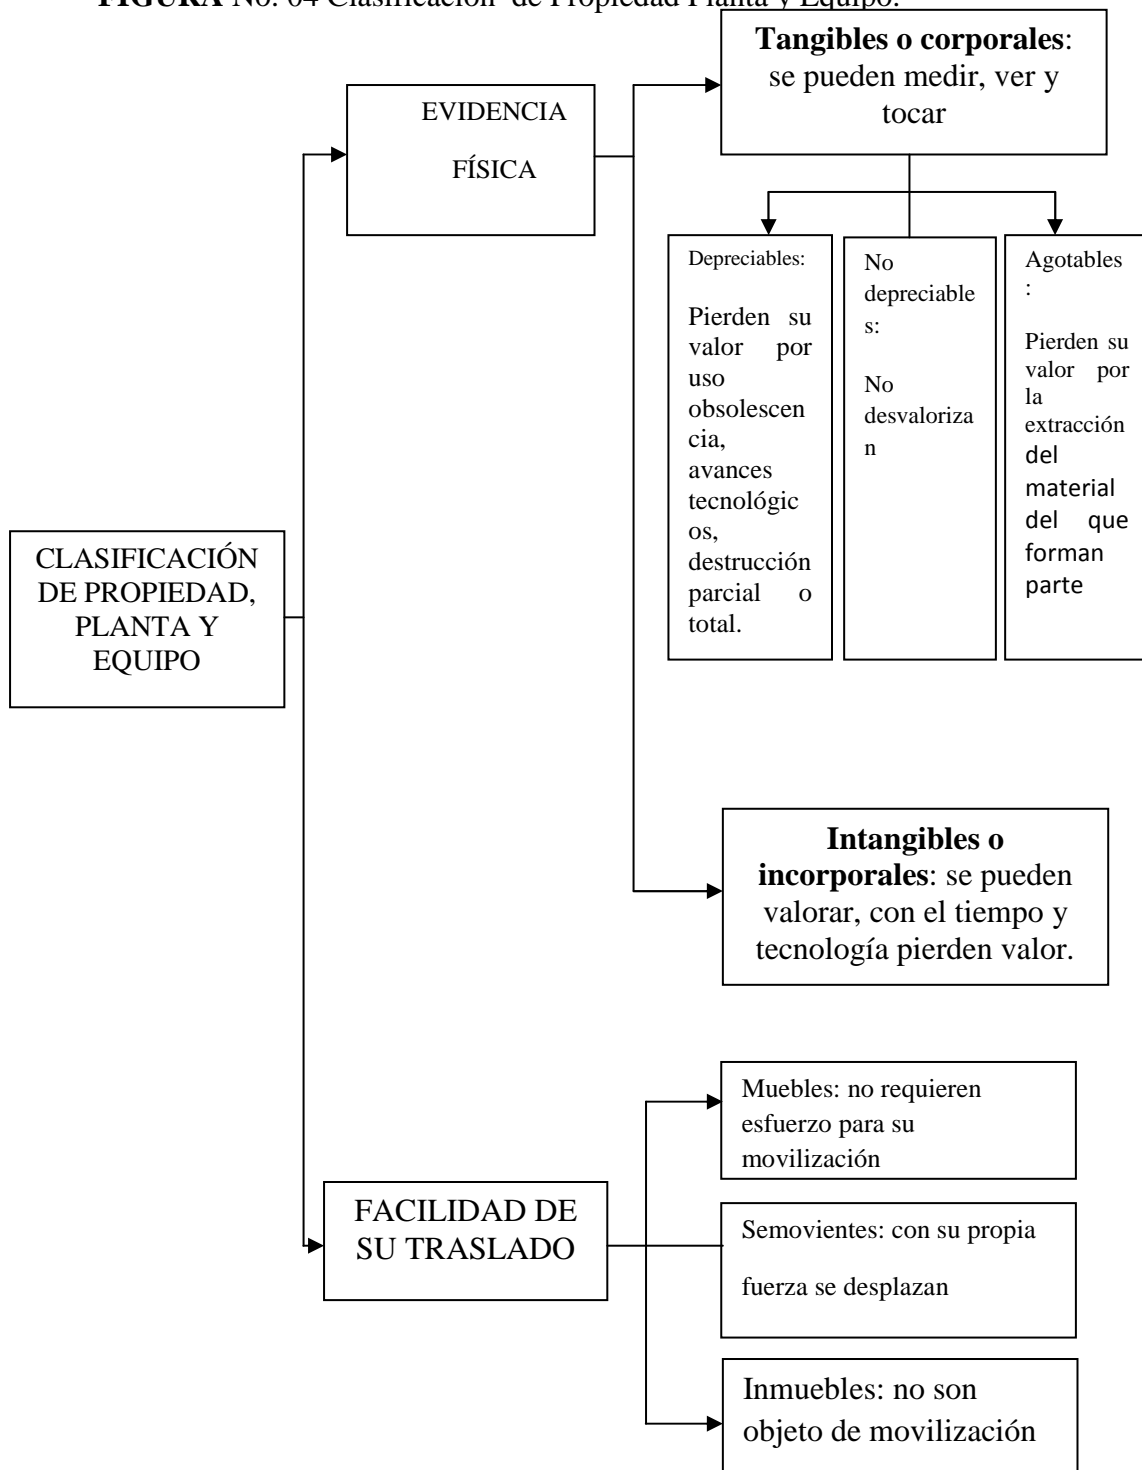 FIGURA No. 04 Clasificación de Propiedad Planta y Equipo.
Tangibles o corporales:
se pueden medir, ver y
tocar
EVIDENCIA
FÍSICA
Depreciables:
Pierden su
valor por
uso
obsolescen
cia,
avances
tecnológic
os,
destrucción
parcial o
total.
No
depreciable
s:
No
desvaloriza
n
Agotables
:
Pierden su
valor por
la
extracción
del
material
del que
forman
parte
CLASIFICACIÓN
DE PROPIEDAD,
PLANTA Y
EQUIPO
Intangibles o
incorporales: se pueden
valorar, con el tiempo y
tecnología pierden valor.
Muebles: no requieren
esfuerzo para su
movilización
FACILIDAD DE
SU TRASLADO
Semovientes: con su propia
fuerza se desplazan
Inmuebles: no son
objeto de movilización